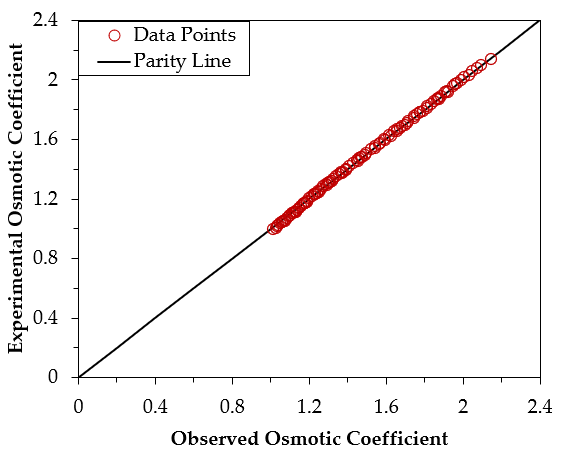 2.4
2
1.6
1.2
0.8
0.4
0
Experimental Osmotic Coefficient
Data Points
Parity Line
0 0.4 0.8 1.2 1.6 2 2.4
Observed Osmotic Coefficient